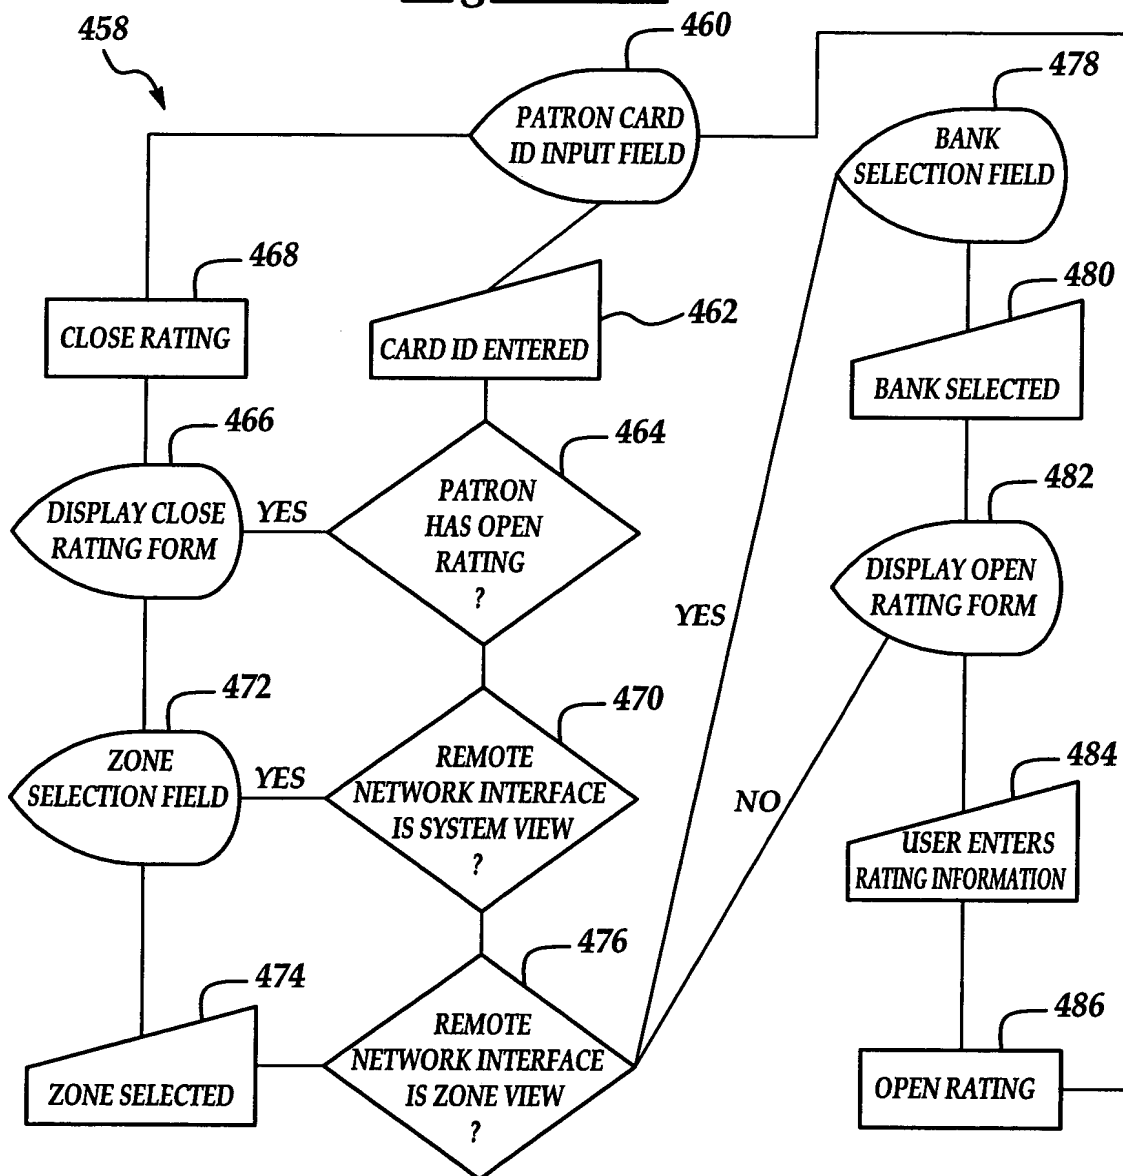 458
460
PATRON CARD
ID INPUT FIELD
478
BANK
SELECTION FIELD
468
CLOSE RATING
462
CARD ID ENTERED
480
BANK SELECTED
466
DISPLAY CLOSE
RATING FORM
YES
464
PATRON
HAS OPEN
RATING
?
482
DISPLAY OPEN
RATING FORM
YES
472
ZONE
SELECTION FIELD
YES
470
REMOTE
NETWORK INTERFACE
IS SYSTEM VIEW
?
NO
484
USER ENTERS
RATING INFORMATION
474
ZONE SELECTED
476
REMOTE
NETWORK INTERFACE
IS ZONE VIEW
?
486
OPEN RATING